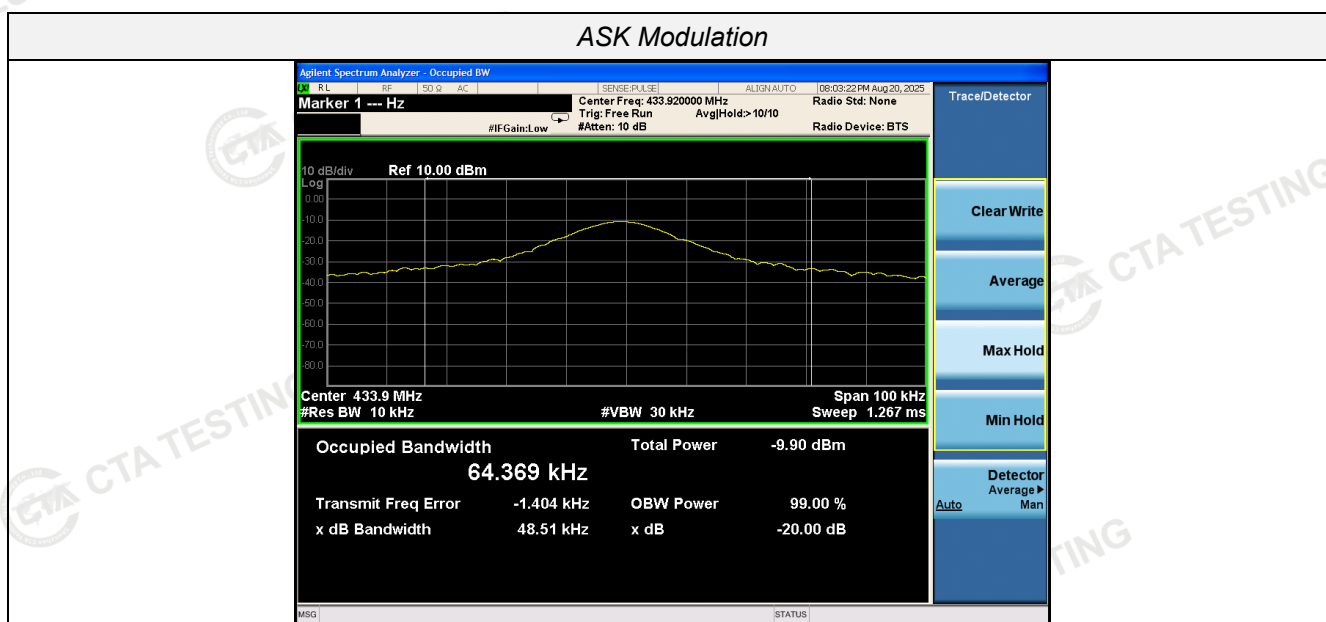 ASK Modulation
Agilent Spectrum Analyzer - Occupied BW
LXI RL RF 50 Ω AC SENSE:PULSE ALIGN AUTO 08:03:22 PM Aug 20, 2025
Marker 1 --- Hz
Center Freq: 433.920000 MHz
Radio Std: None
Trig: Free Run Avg|Hold:>10/10
#IFGain:Low
#Atten: 10 dB
Radio Device: BTS
10 dB/div Ref 10.00 dBm
Log
0.00
-10.0
-20.0
-30.0
-40.0
-50.0
-60.0
-70.0
-80.0
Center 433.9 MHz
Span 100 kHz
#Res BW 10 kHz
#VBW 30 kHz
Sweep 1.267 ms
Occupied Bandwidth
64.369 kHz
Total Power -9.90 dBm
Transmit Freq Error -1.404 kHz
OBW Power 99.00 %
x dB Bandwidth 48.51 kHz
x dB -20.00 dB
MSG
STATUS
Trace/Detector
Clear Write
Average
Max Hold
Min Hold
Detector
Average▶
Auto Man
CTA TESTING
CTA TESTING
CTA
TING